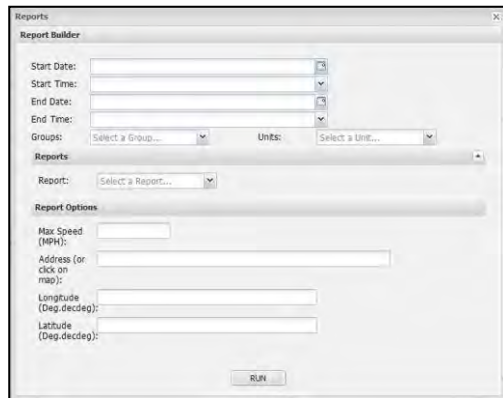 Reports
Report Builder
Start Date:
Start Time:
End Date:
End Time:
Groups: Select a Group... Units: Select a Unit...
Reports
Report: Select a Report...
Report Options
Max Speed
(MPH):
Address (or
click on
map):
Longitude
(Deg.decdeg):
Latitude
(Deg.decdeg):
RUN